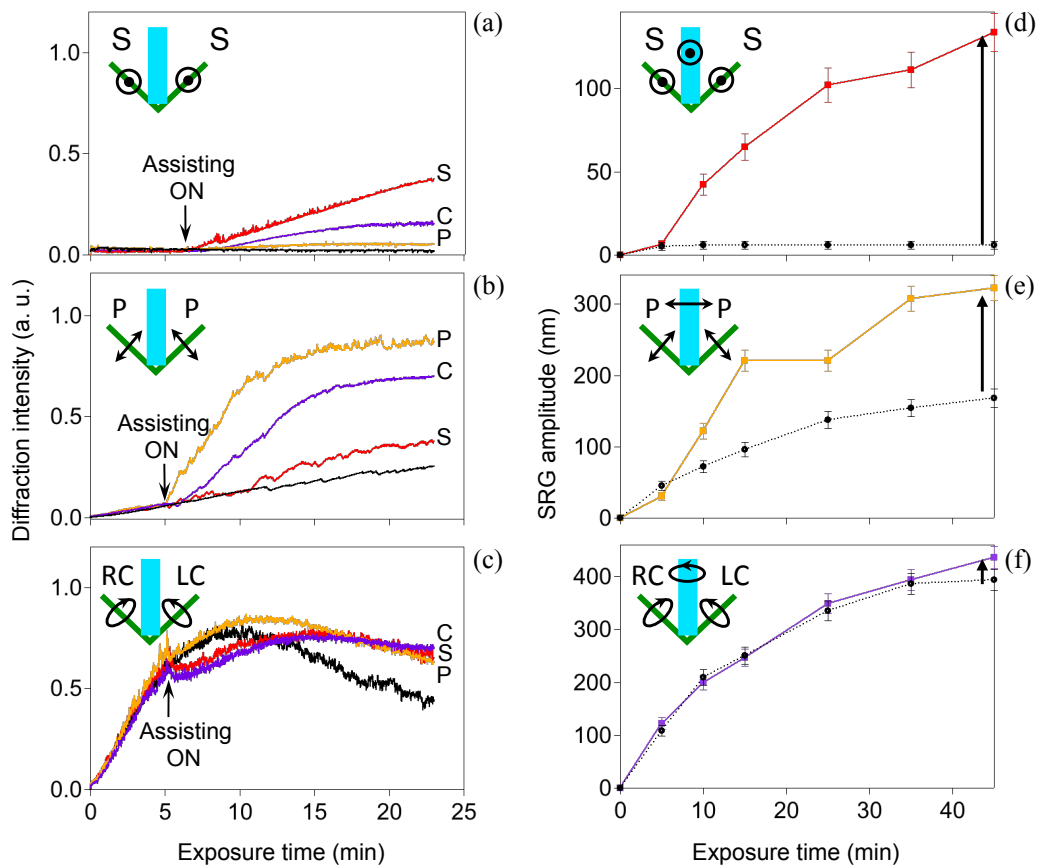 (a)
S S
1.0
0.5
0.0
Assisting
ON
S
C
P
(b)
P P
1.0
0.5
0.0
Assisting
ON
P
C
S
(c)
RC LC
1.0
0.5
0.0
Assisting
ON
C
S
P
0 5 10 15 20 25
Exposure time (min)
Diffraction intensity (a. u.)
(d)
S S
100
50
0
(e)
P P
300
200
100
0
(f)
RC LC
400
300
200
100
0
0 10 20 30 40
Exposure time (min)
SRG amplitude (nm)